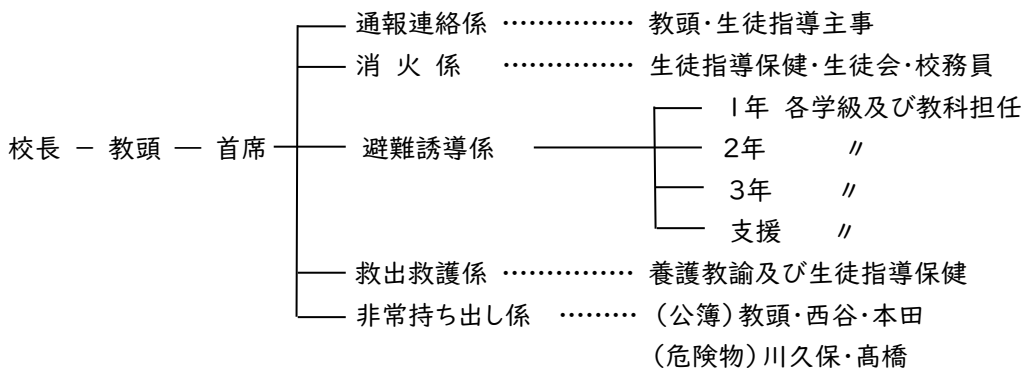 通報連絡係 ‥‥‥‥‥ 教頭・生徒指導主事
消 火 係 ‥‥‥‥‥ 生徒指導保健・生徒会・校務員
1年 各学級及び教科担任
校長 − 教頭 ― 首席 避難誘導係 2年 〃
3年 〃
支援 〃
救出救護係 ‥‥‥‥‥ 養護教諭及び生徒指導保健
非常持ち出し係 ‥‥‥ (公簿)教頭・西谷・本田
(危険物)川久保・髙橋